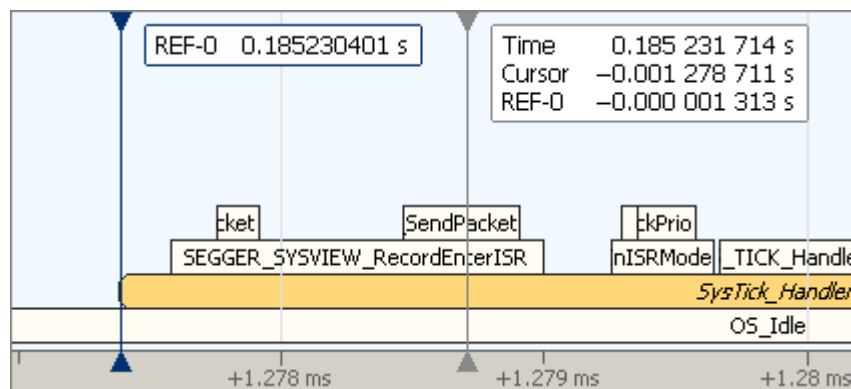 REF-0 0.185230401 s
Time 0.185 231 714 s
Cursor −0.001 278 711 s
REF-0 −0.000 001 313 s
:ket SendPacket ckPrio
SEGGER_SYSVIEW_RecordEnterISR nISRMode _TICK_Handle
SysTick_Handler
OS_Idle
+1.278 ms +1.279 ms +1.28 ms